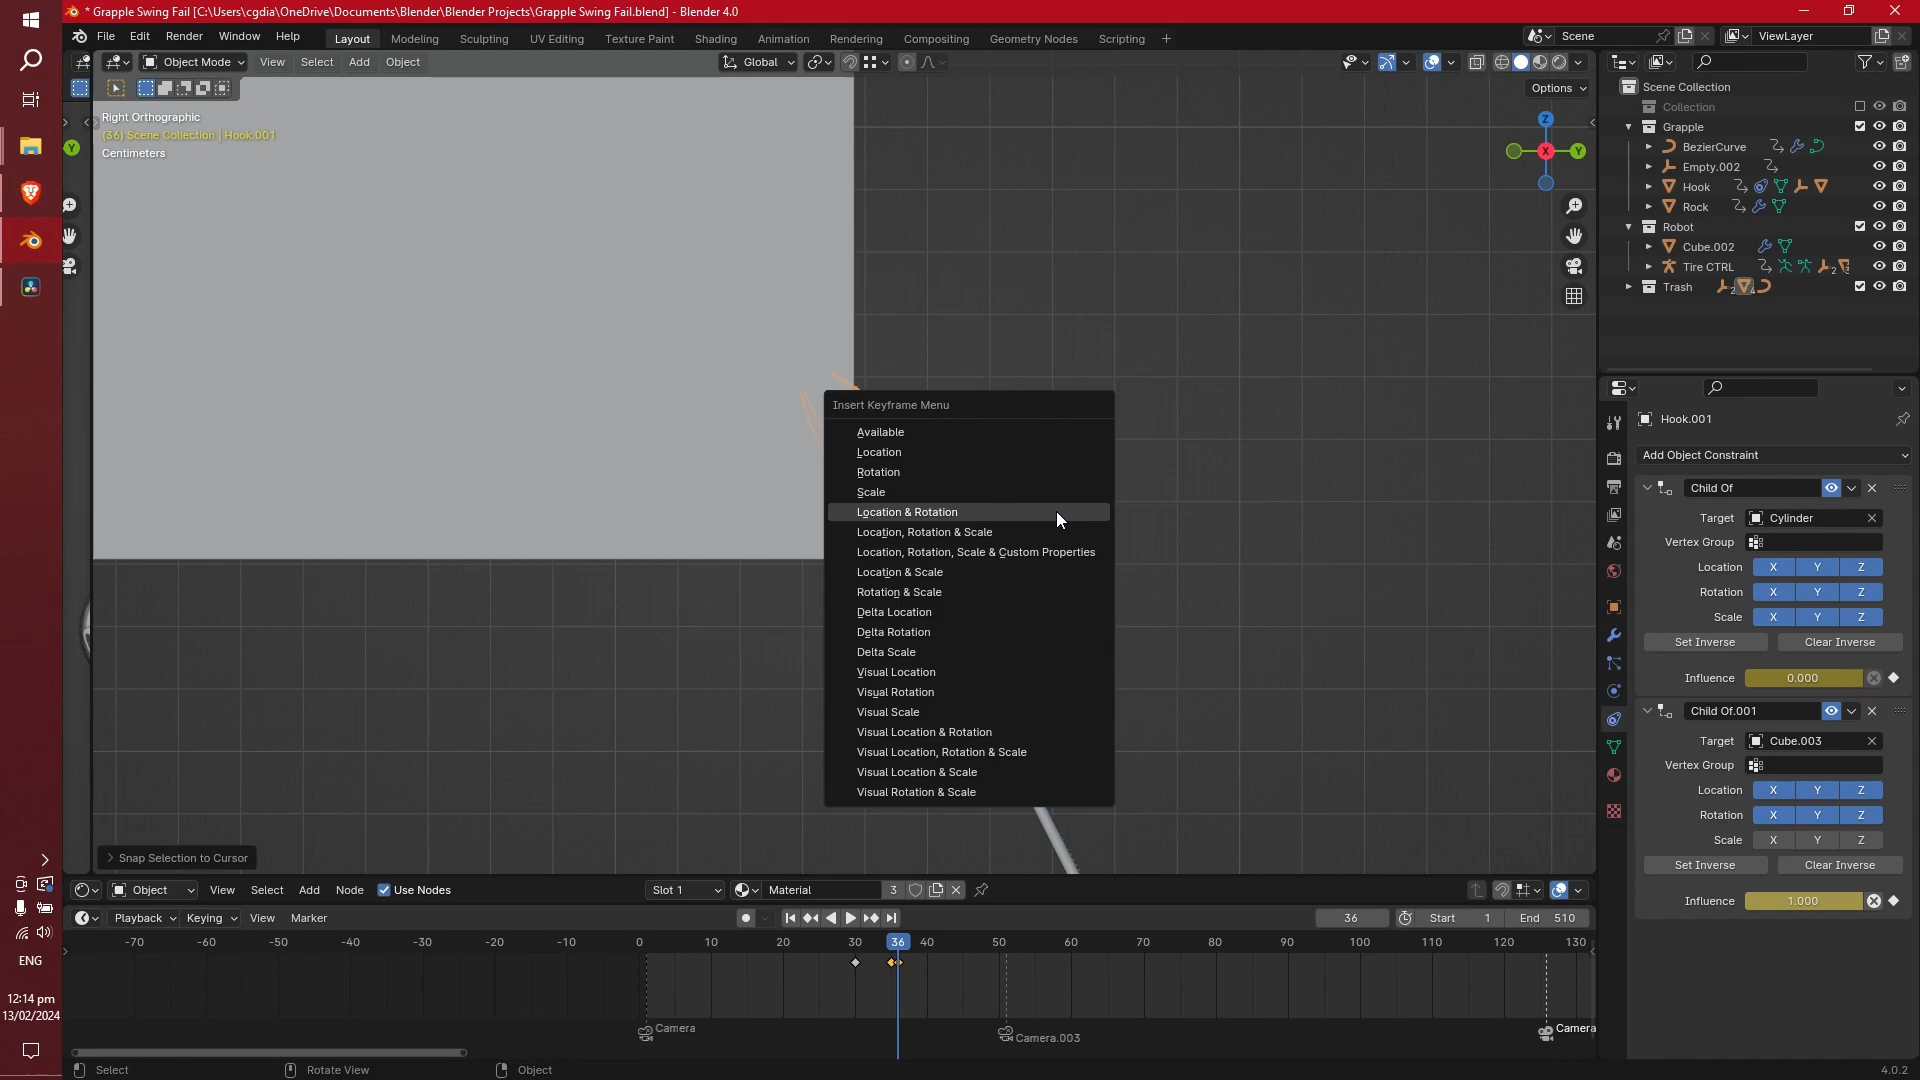 * Grapple Swing Fail [C:\Users\cgdia\OneDrive\Documents\Blender\Blender Projects\Grapple Swing Fail.blend] - Blender 4.0
File Edit Render Window Help Layout Modeling Sculpting UV Editing Texture Paint Shading Animation Rendering Compositing Geometry Nodes Scripting + Scene ViewLayer
Object Mode View Select Add Object Global
Options
Right Orthographic
(36) Scene Collection | Hook.001
Centimeters
Y
Z
X
Y
Scene Collection
Collection
Grapple
BezierCurve
Empty.002
Hook
Rock
Robot
Cube.002
Tire CTRL 2 3
Trash 2 4
Insert Keyframe Menu
Available
Location
Rotation
Scale
Location & Rotation
Location, Rotation & Scale
Location, Rotation, Scale & Custom Properties
Location & Scale
Rotation & Scale
Delta Location
Delta Rotation
Delta Scale
Visual Location
Visual Rotation
Visual Scale
Visual Location & Rotation
Visual Location, Rotation & Scale
Visual Location & Scale
Visual Rotation & Scale
Hook.001
Add Object Constraint
Child Of
Target Cylinder
Vertex Group
Location X Y Z
Rotation X Y Z
Scale X Y Z
Set Inverse Clear Inverse
Influence 0.000
Child Of.001
Target Cube.003
Vertex Group
Location X Y Z
Rotation X Y Z
Scale X Y Z
Set Inverse Clear Inverse
Influence 1.000
Snap Selection to Cursor
Object View Select Add Node Use Nodes Slot 1 Material 3
Playback Keying View Marker 36 Start 1 End 510
-70 -60 -50 -40 -30 -20 -10 0 10 20 30 36 40 50 60 70 80 90 100 110 120 130
Camera
Camera.003
Camera
Select Rotate View Object 4.0.2
ENG
12:14 pm
13/02/2024